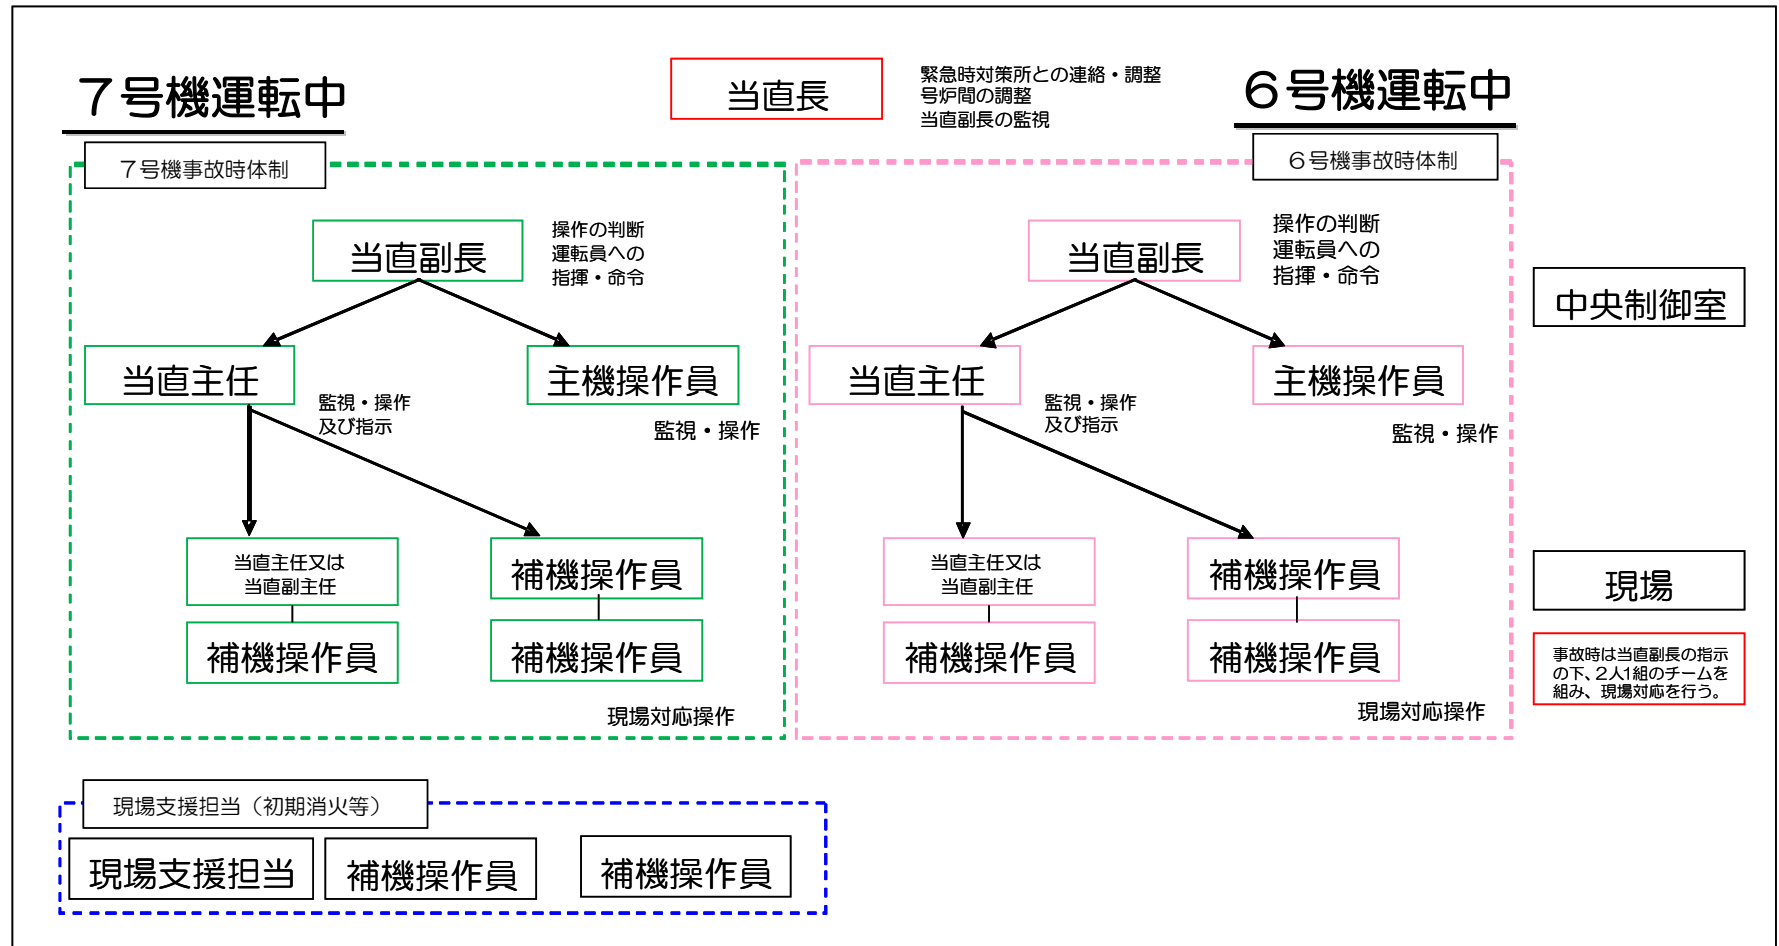 ７号機運転中
当直長
緊急時対策所との連絡・調整
号炉間の調整
当直副長の監視
６号機運転中
７号機事故時体制
当直副長
操作の判断
運転員への
指揮・命令
当直主任
主機操作員
監視・操作
及び指示
監視・操作
当直主任又は
当直副主任
補機操作員
補機操作員
補機操作員
現場対応操作
６号機事故時体制
当直副長
操作の判断
運転員への
指揮・命令
当直主任
主機操作員
監視・操作
及び指示
監視・操作
当直主任又は
当直副主任
補機操作員
補機操作員
補機操作員
現場対応操作
中央制御室
現場
事故時は当直副長の指示
の下、2人1組のチームを
組み、現場対応を行う。
現場支援担当（初期消火等）
現場支援担当
補機操作員
補機操作員